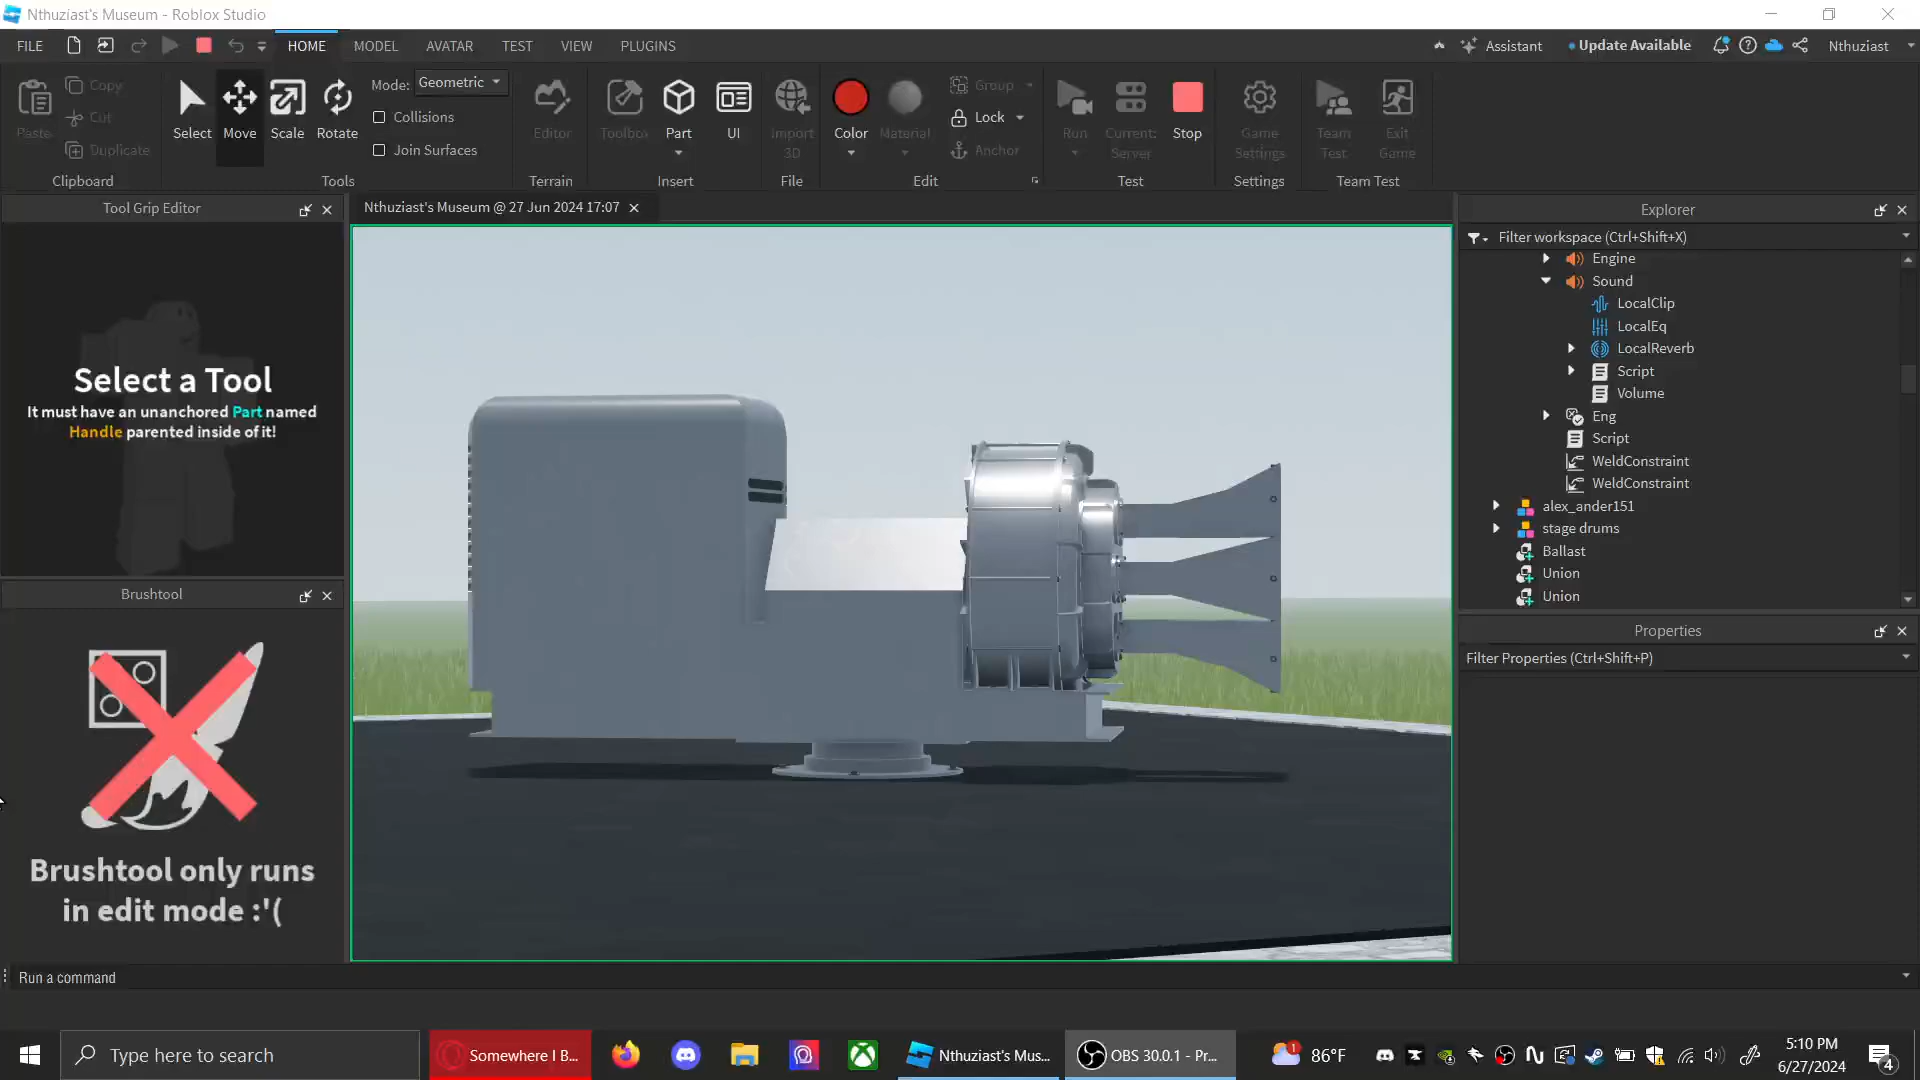 Nthuziast's Museum - Roblox Studio
FILE
HOME
MODEL
AVATAR
TEST
VIEW
PLUGINS
Assistant
Update Available
Nthuziast
Paste
Copy
Cut
Duplicate
Clipboard
Select
Move
Scale
Rotate
Mode:
Geometric
Collisions
Join Surfaces
Tools
Editor
Terrain
Toolbox
Part
UI
Insert
Import
3D
File
Color
Material
Group
Lock
Anchor
Edit
Run
Current:
Server
Stop
Test
Game
Settings
Settings
Team
Test
Exit
Game
Team Test
Tool Grip Editor
Select a Tool
It must have an unanchored Part named
Handle parented inside of it!
Brushtool
Brushtool only runs
in edit mode :'(
Nthuziast's Museum @ 27 Jun 2024 17:07
Explorer
Filter workspace (Ctrl+Shift+X)
Engine
Sound
LocalClip
LocalEq
LocalReverb
Script
Volume
Eng
Script
WeldConstraint
WeldConstraint
alex_ander151
stage drums
Ballast
Union
Union
Properties
Filter Properties (Ctrl+Shift+P)
Run a command
Type here to search
Somewhere I B...
Nthuziast's Mus...
OBS 30.0.1 - Pr...
1
86°F
5:10 PM
6/27/2024
4